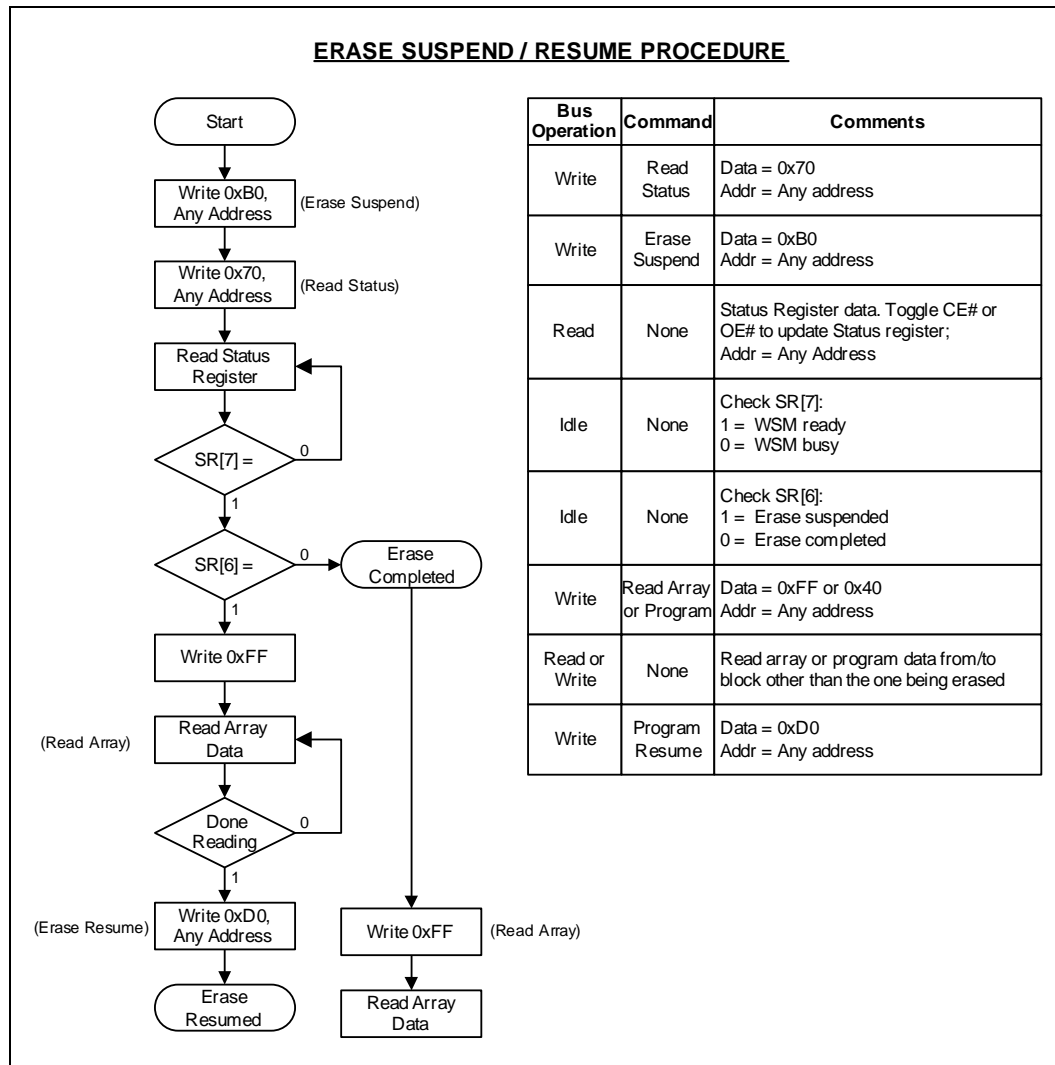 ERASE SUSPEND / RESUME PROCEDURE
Start
Write 0xB0,
Any Address
(Erase Suspend)
Write 0x70,
Any Address
(Read Status)
Read Status
Register
SR[7] =
0
1
SR[6] =
0
Erase
Completed
1
Write 0xFF
(Read Array)
Read Array
Data
Done
Reading
0
1
(Erase Resume)
Write 0xD0,
Any Address
Erase
Resumed
Write 0xFF
(Read Array)
Read Array
Data
Bus
Operation
Command
Comments
Write
Read
Status
Data = 0x70
Addr = Any address
Write
Erase
Suspend
Data = 0xB0
Addr = Any address
Read
None
Status Register data. Toggle CE# or
OE# to update Status register;
Addr = Any Address
Idle
None
Check SR[7]:
1 = WSM ready
0 = WSM busy
Idle
None
Check SR[6]:
1 = Erase suspended
0 = Erase completed
Write
Read Array
or Program
Data = 0xFF or 0x40
Addr = Any address
Read or
Write
None
Read array or program data from/to
block other than the one being erased
Write
Program
Resume
Data = 0xD0
Addr = Any address